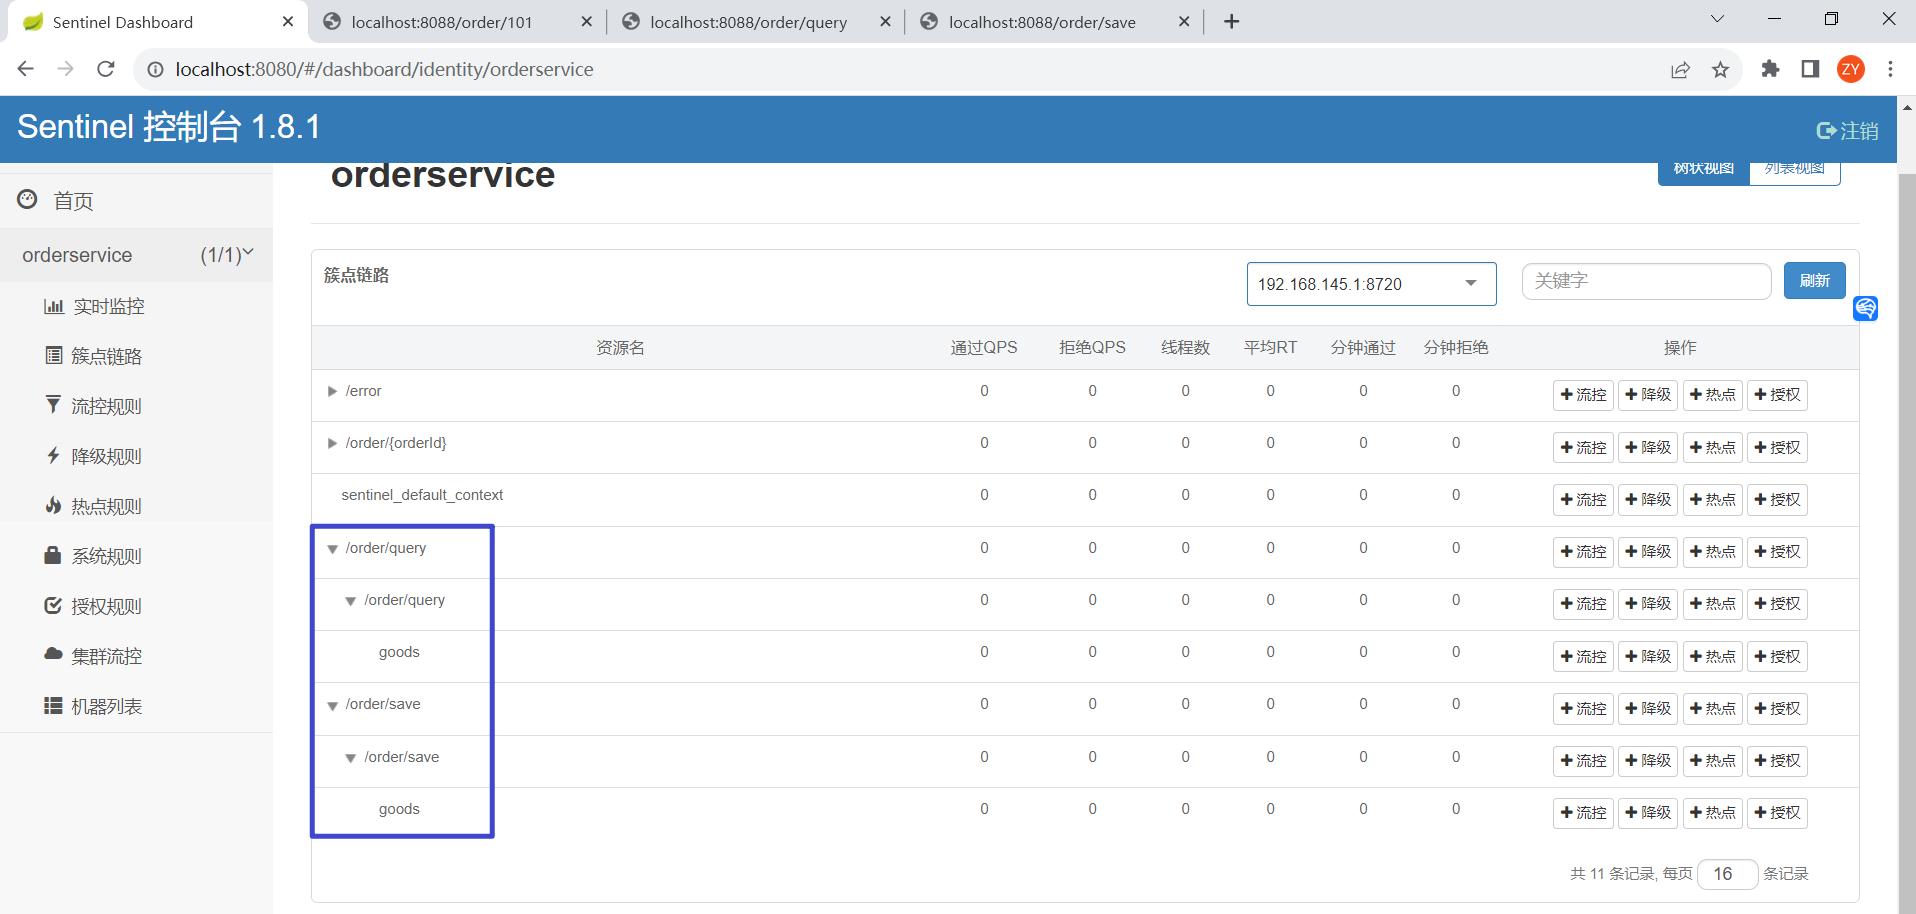 Sentinel Dashboard
localhost:8088/order/101
localhost:8088/order/query
localhost:8088/order/save
localhost:8080/#/dashboard/identity/orderservice
ZY
Sentinel 控制台 1.8.1
注销
首页
orderservice (1/1)
实时监控
簇点链路
流控规则
降级规则
热点规则
系统规则
授权规则
集群流控
机器列表
orderservice
树状视图 列表视图
簇点链路
192.168.145.1:8720
关键字
刷新
资源名 通过QPS 拒绝QPS 线程数 平均RT 分钟通过 分钟拒绝 操作
/error 0 0 0 0 0 0 流控 降级 热点 授权
/order/{orderId} 0 0 0 0 0 0 流控 降级 热点 授权
sentinel_default_context 0 0 0 0 0 0 流控 降级 热点 授权
/order/query 0 0 0 0 0 0 流控 降级 热点 授权
/order/query 0 0 0 0 0 0 流控 降级 热点 授权
goods 0 0 0 0 0 0 流控 降级 热点 授权
/order/save 0 0 0 0 0 0 流控 降级 热点 授权
/order/save 0 0 0 0 0 0 流控 降级 热点 授权
goods 0 0 0 0 0 0 流控 降级 热点 授权
共 11 条记录, 每页 16 条记录